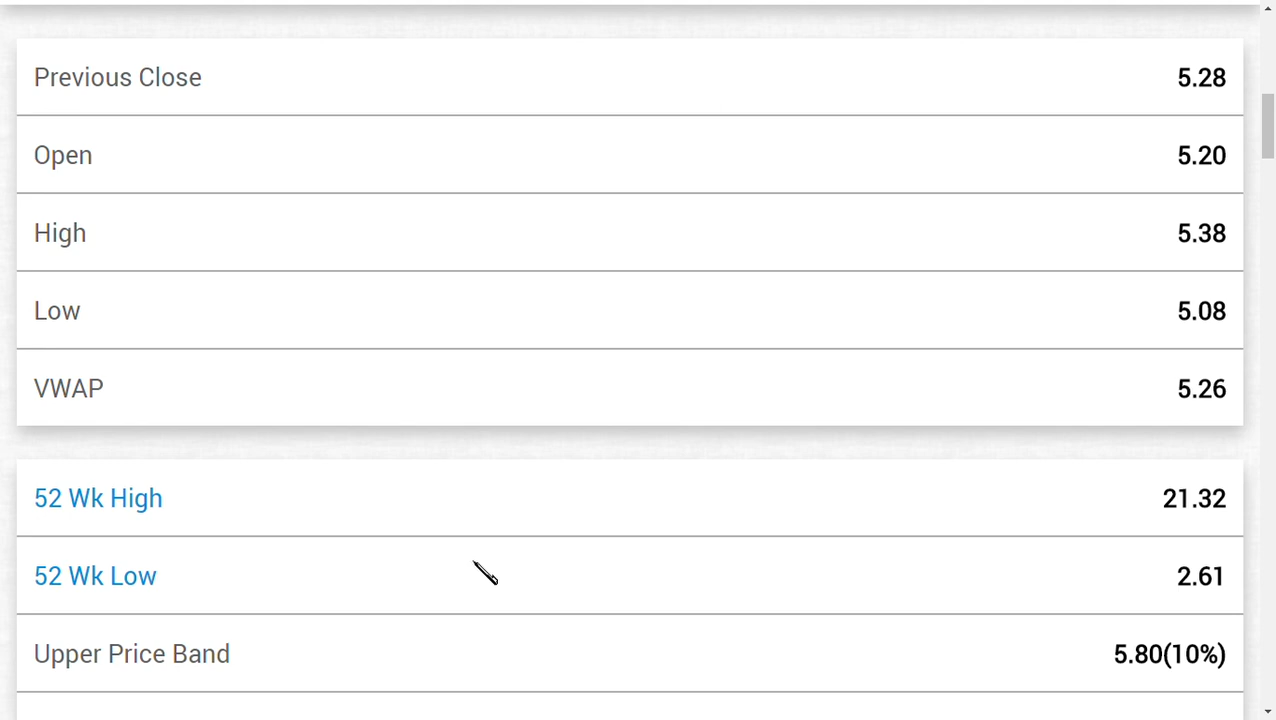 Previous Close 5.28
Open 5.20
High 5.38
Low 5.08
VWAP 5.26
52 Wk High 21.32
52 Wk Low 2.61
Upper Price Band 5.80(10%)